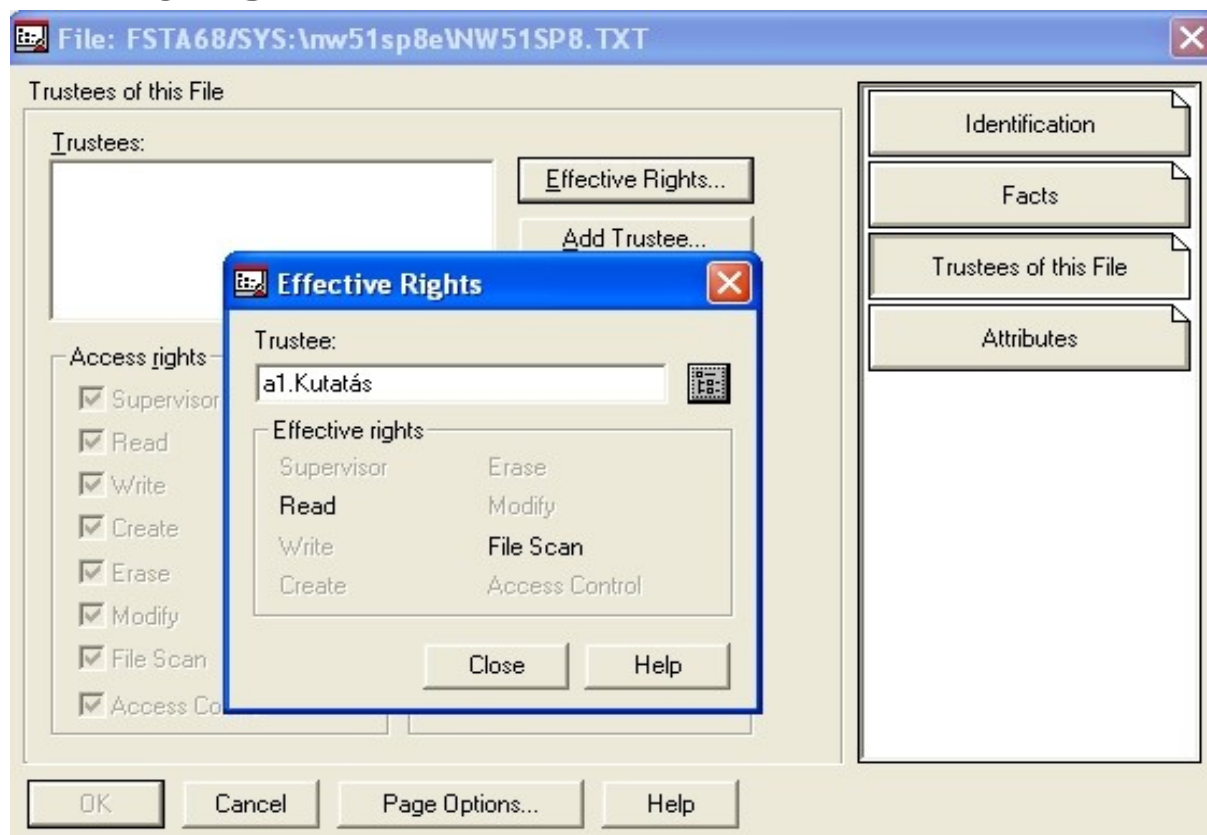 File: FSTA68/SYS:\nw51sp8e\NW51SP8.TXT
Trustees of this File
Trustees:
Effective Rights...
Add Trustee...
Access rights
Supervisor
Read
Write
Create
Erase
Modify
File Scan
Access Co
Effective Rights
Trustee:
a1.Kutatás
Effective rights
Supervisor Erase
Read Modify
Write File Scan
Create Access Control
Close Help
OK Cancel Page Options... Help
Identification
Facts
Trustees of this File
Attributes